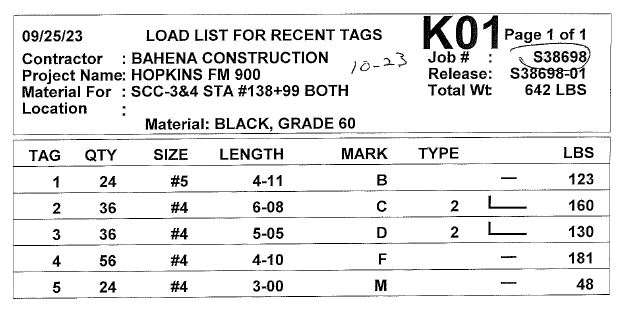 09/25/23 LOAD LIST FOR RECENT TAGS K01 Page 1 of 1
Contractor : BAHENA CONSTRUCTION Job # : S38698
Project Name: HOPKINS FM 900 10-23 Release: S38698-01
Material For : SCC-3&4 STA #138+99 BOTH Total Wt: 642 LBS
Location :
Material: BLACK, GRADE 60
TAG QTY SIZE LENGTH MARK TYPE LBS
1 24 #5 4-11 B 123
2 36 #4 6-08 C 2 160
3 36 #4 5-05 D 2 130
4 56 #4 4-10 F 181
5 24 #4 3-00 M 48